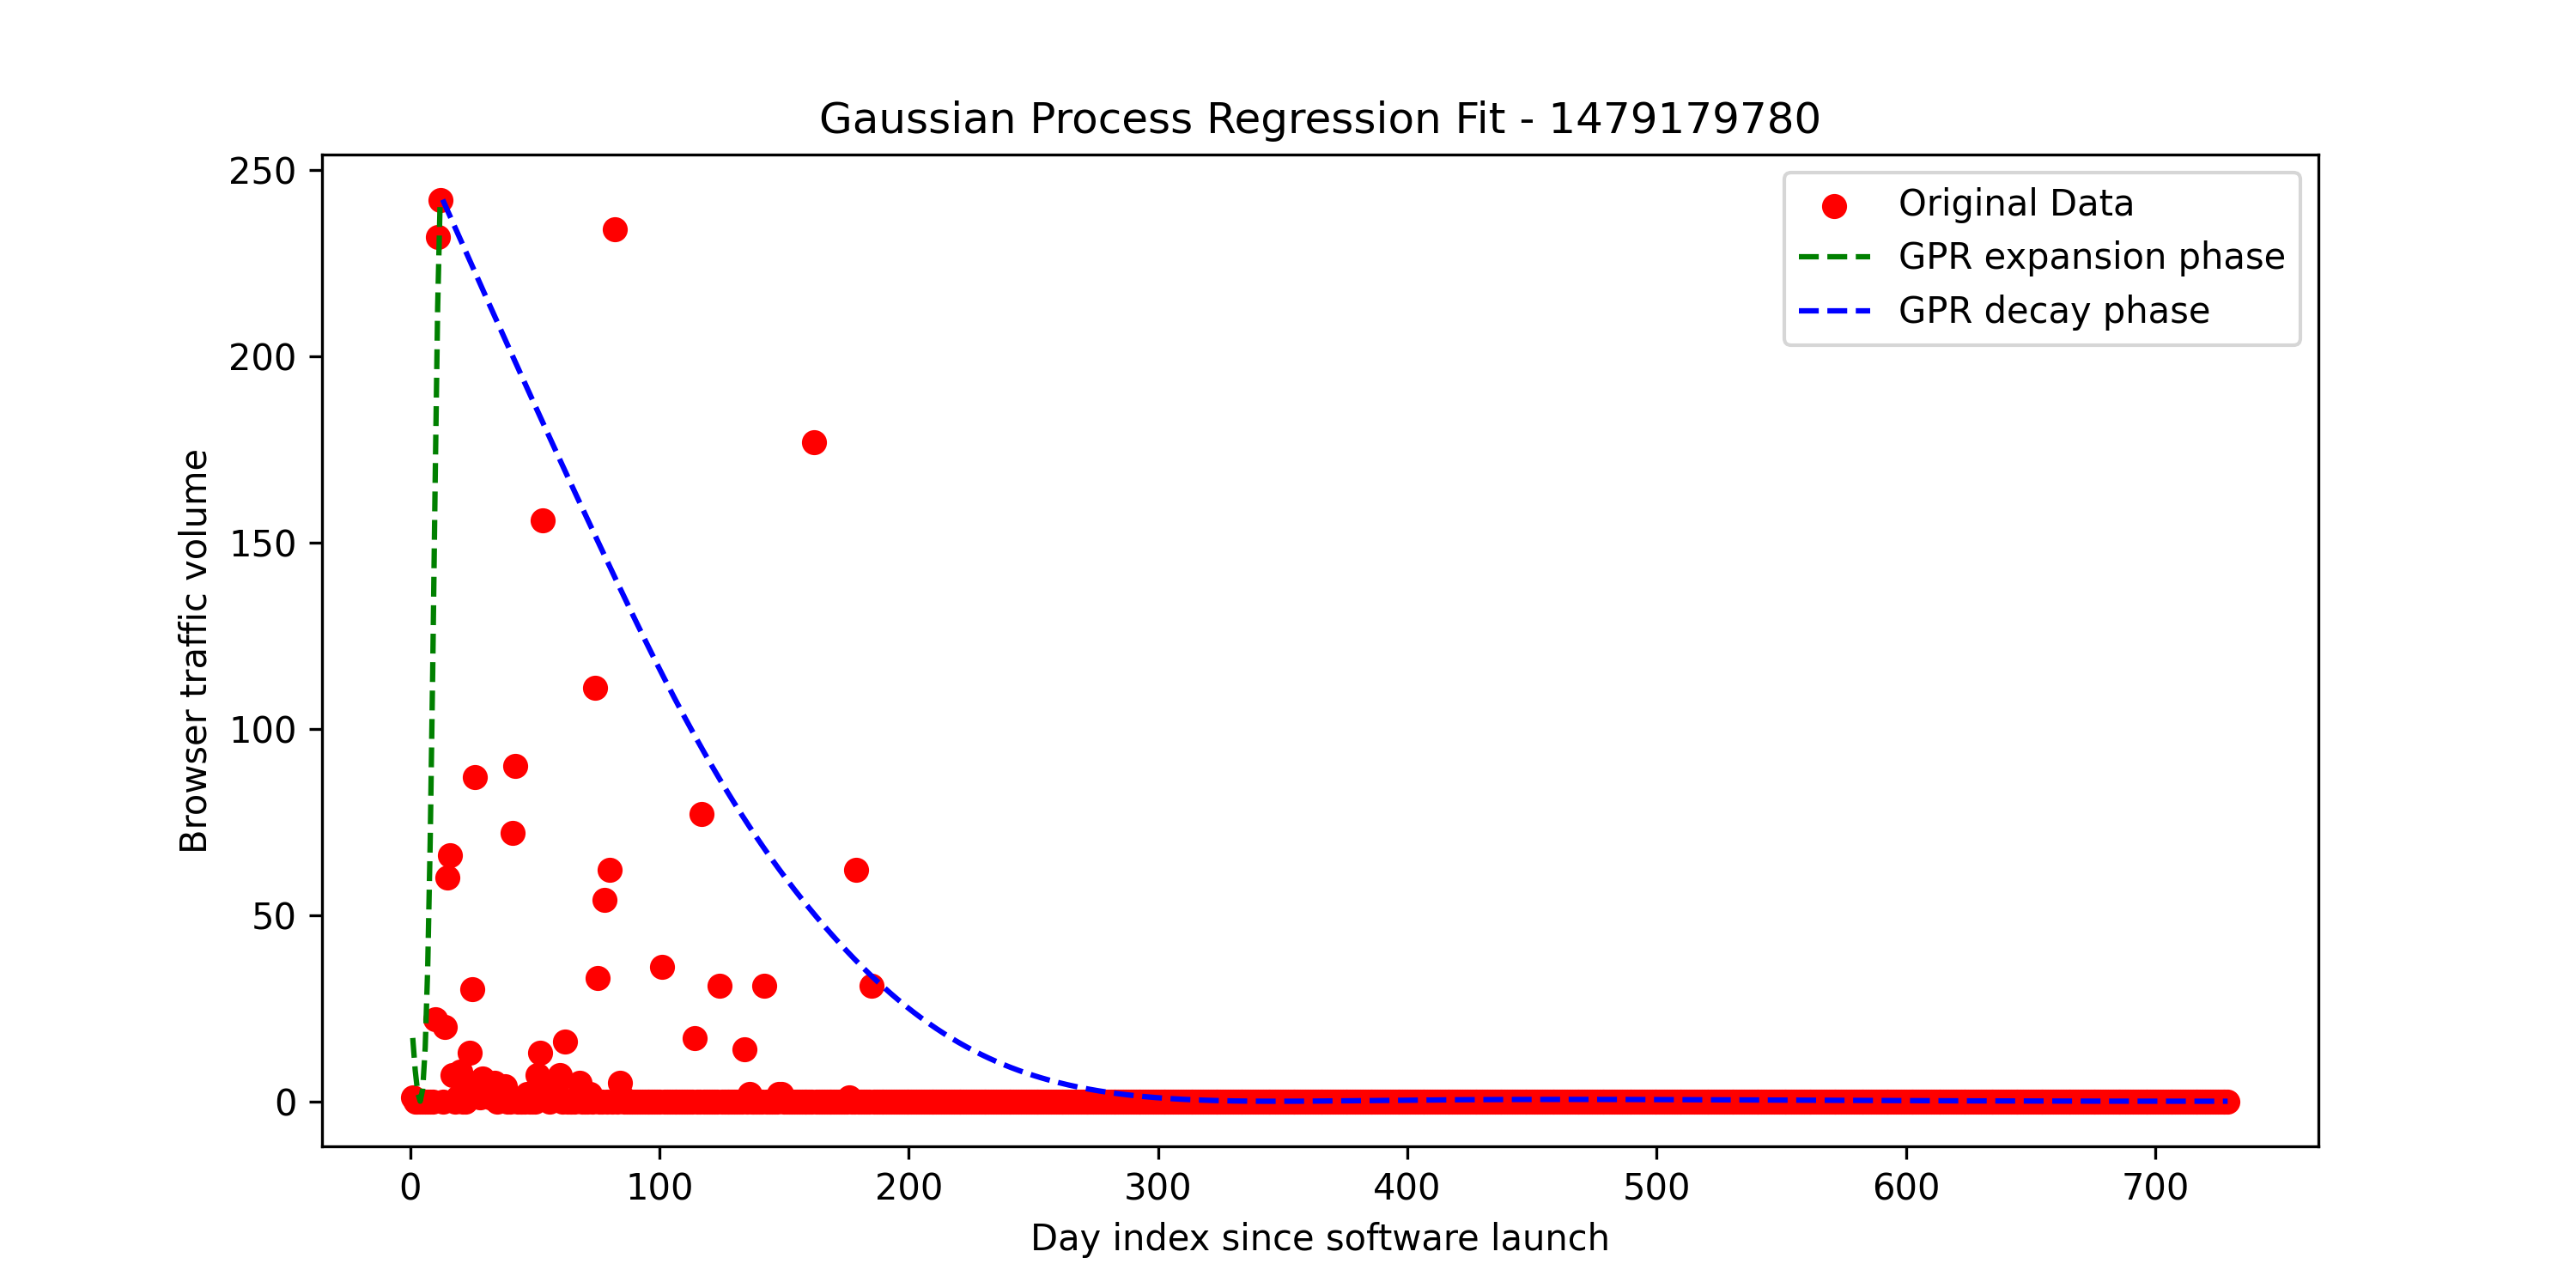 Gaussian Process Regression Fit - 1479179780
Original Data
GPR expansion phase
GPR decay phase
Browser traffic volume
250
200
150
100
50
0
0 100 200 300 400 500 600 700
Day index since software launch